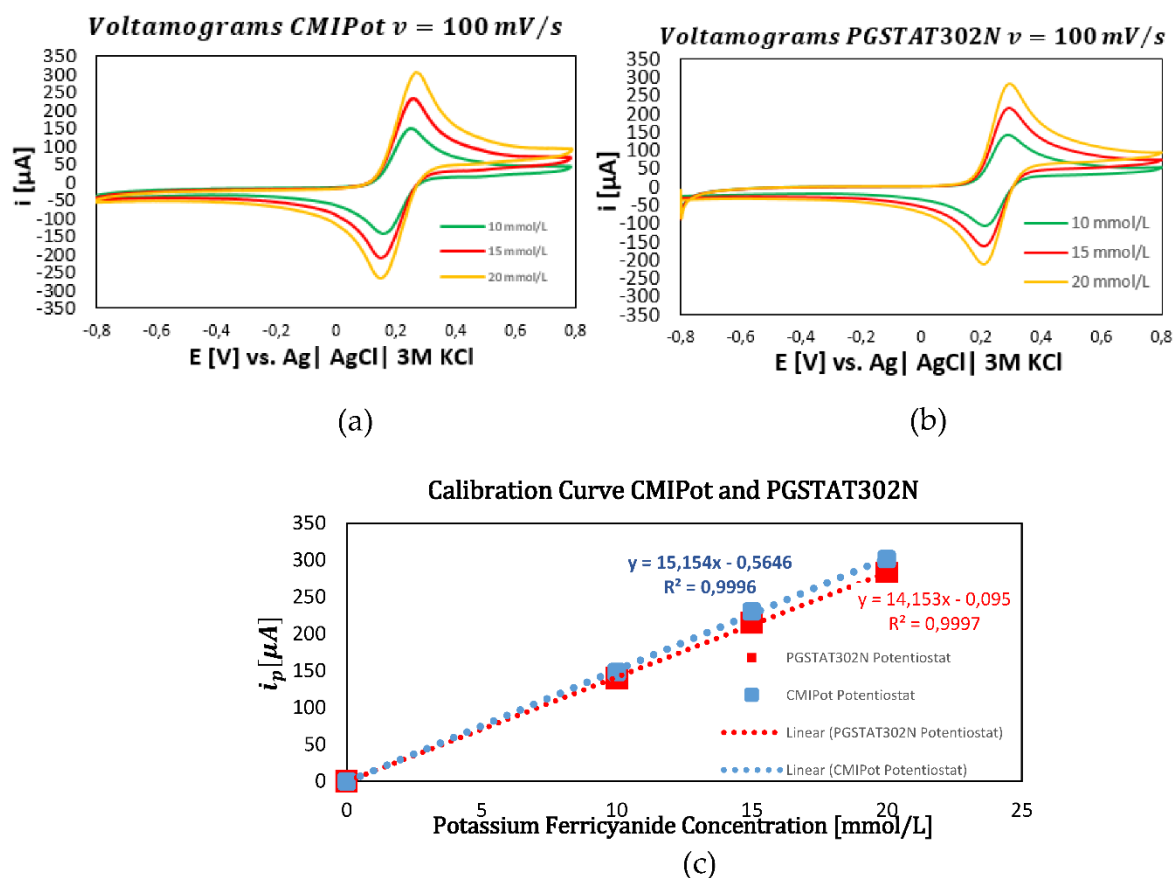 Voltamograms CMIPot v = 100 mV/s
350
300
250
200
150
100
50
0
-50
-100
-150
-200
-250
-300
-350
i [µA]
10 mmol/L
15 mmol/L
20 mmol/L
-0,8 -0,6 -0,4 -0,2 0 0,2 0,4 0,6 0,8
E [V] vs. Ag| AgCl| 3M KCl
(a)
Voltamograms PGSTAT302N v = 100 mV/s
350
300
250
200
150
100
50
0
-50
-100
-150
-200
-250
-300
-350
i [µA]
10 mmol/L
15 mmol/L
20 mmol/L
-0,8 -0,6 -0,4 -0,2 0 0,2 0,4 0,6 0,8
E [V] vs. Ag| AgCl| 3M KCl
(b)
Calibration Curve CMIPot and PGSTAT302N
350
300
250
200
150
100
50
0
ip[µA]
y = 15,154x - 0,5646
R² = 0,9996
y = 14,153x - 0,095
R² = 0,9997
PGSTAT302N Potentiostat
CMIPot Potentiostat
Linear (PGSTAT302N Potentiostat)
Linear (CMIPot Potentiostat)
0 5 10 15 20 25
Potassium Ferricyanide Concentration [mmol/L]
(c)